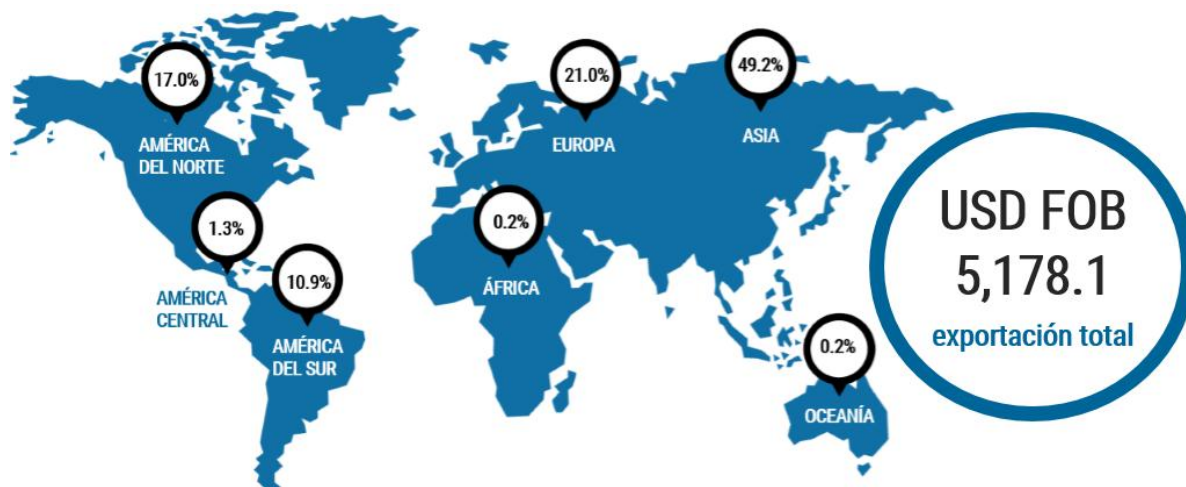 17.0%
AMÉRICA
DEL NORTE
21.0%
EUROPA
49.2%
ASIA
1.3%
AMÉRICA
CENTRAL
10.9%
AMÉRICA
DEL SUR
0.2%
ÁFRICA
0.2%
OCEANÍA
USD FOB
5,178.1
exportación total